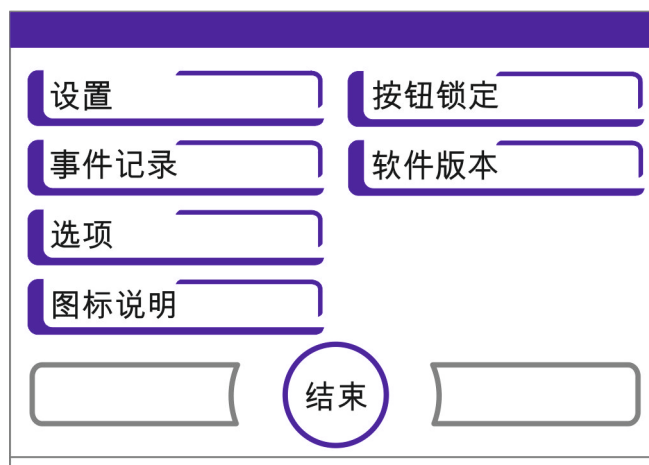 设置
按钮锁定
事件记录
软件版本
选项
图标说明
结束